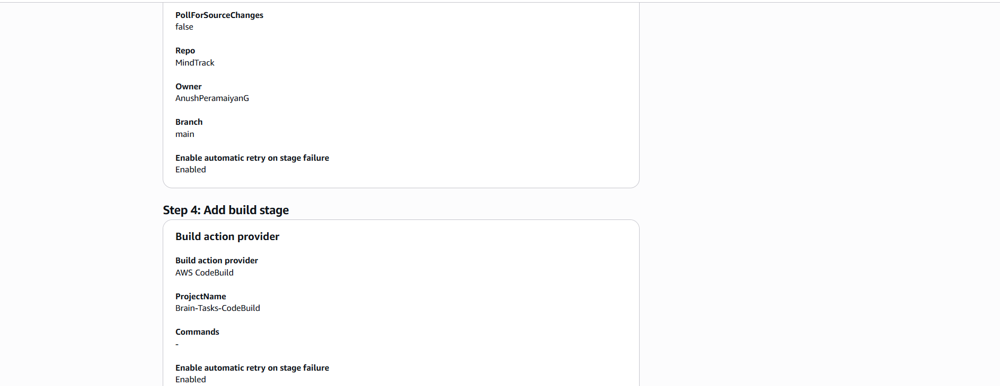 PollForSourceChanges
false
Repo
MindTrack
Owner
AnushPeramaiyanG
Branch
main
Enable automatic retry on stage failure
Enabled
Step 4: Add build stage
Build action provider
Build action provider
AWS CodeBuild
ProjectName
Brain-Tasks-CodeBuild
Commands
-
Enable automatic retry on stage failure
Enabled